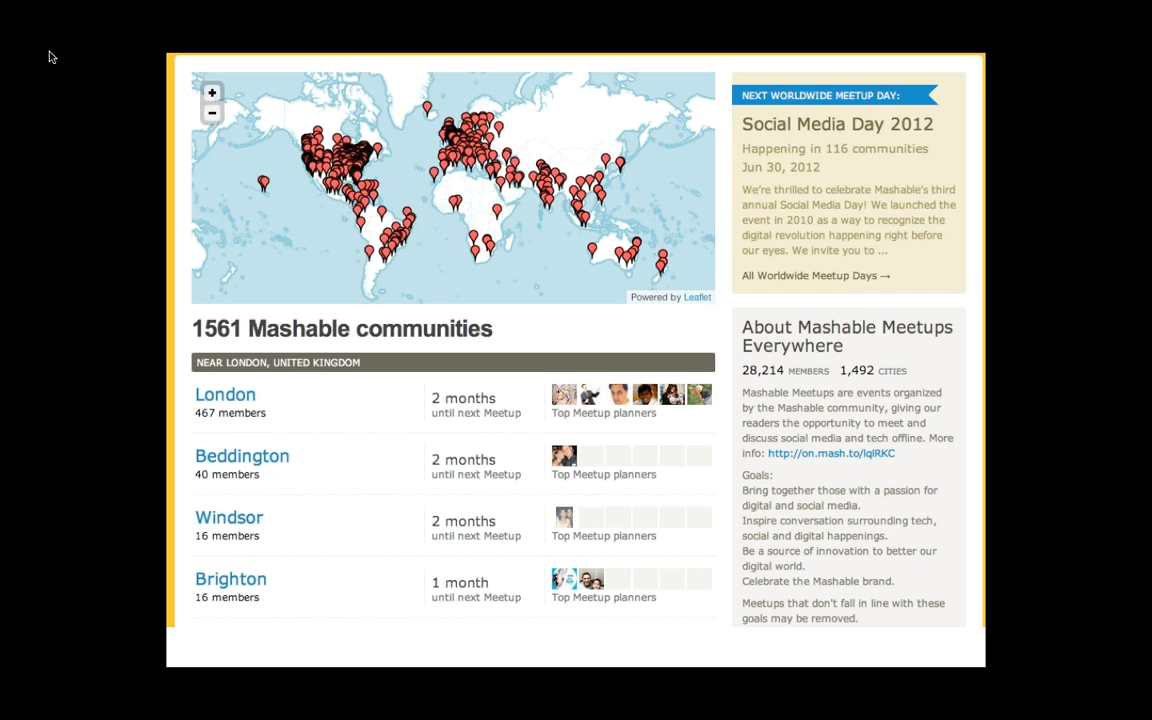 +
−
Powered by Leaflet
1561 Mashable communities
NEAR LONDON, UNITED KINGDOM
London
467 members
2 months
until next Meetup
Top Meetup planners
Beddington
40 members
2 months
until next Meetup
Top Meetup planners
Windsor
16 members
2 months
until next Meetup
Top Meetup planners
Brighton
16 members
1 month
until next Meetup
Top Meetup planners
NEXT WORLDWIDE MEETUP DAY:
Social Media Day 2012
Happening in 116 communities
Jun 30, 2012
We're thrilled to celebrate Mashable's third
annual Social Media Day! We launched the
event in 2010 as a way to recognize the
digital revolution happening right before
our eyes. We invite you to ...
All Worldwide Meetup Days →
About Mashable Meetups
Everywhere
28,214 MEMBERS 1,492 CITIES
Mashable Meetups are events organized
by the Mashable community, giving our
readers the opportunity to meet and
discuss social media and tech offline. More
info: http://on.mash.to/lqlRKC
Goals:
Bring together those with a passion for
digital and social media.
Inspire conversation surrounding tech,
social and digital happenings.
Be a source of innovation to better our
digital world.
Celebrate the Mashable brand.
Meetups that don't fall in line with these
goals may be removed.